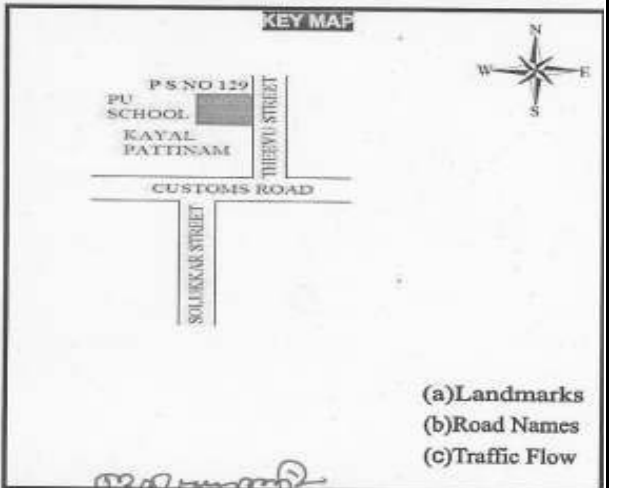 KEY MAP
N
W
E
S
P S NO 129
PU
SCHOOL
KAYAL
PATTINAM
THEEVU STREET
CUSTOMS ROAD
SOLUKKAR STREET
(a)Landmarks
(b)Road Names
(c)Traffic Flow